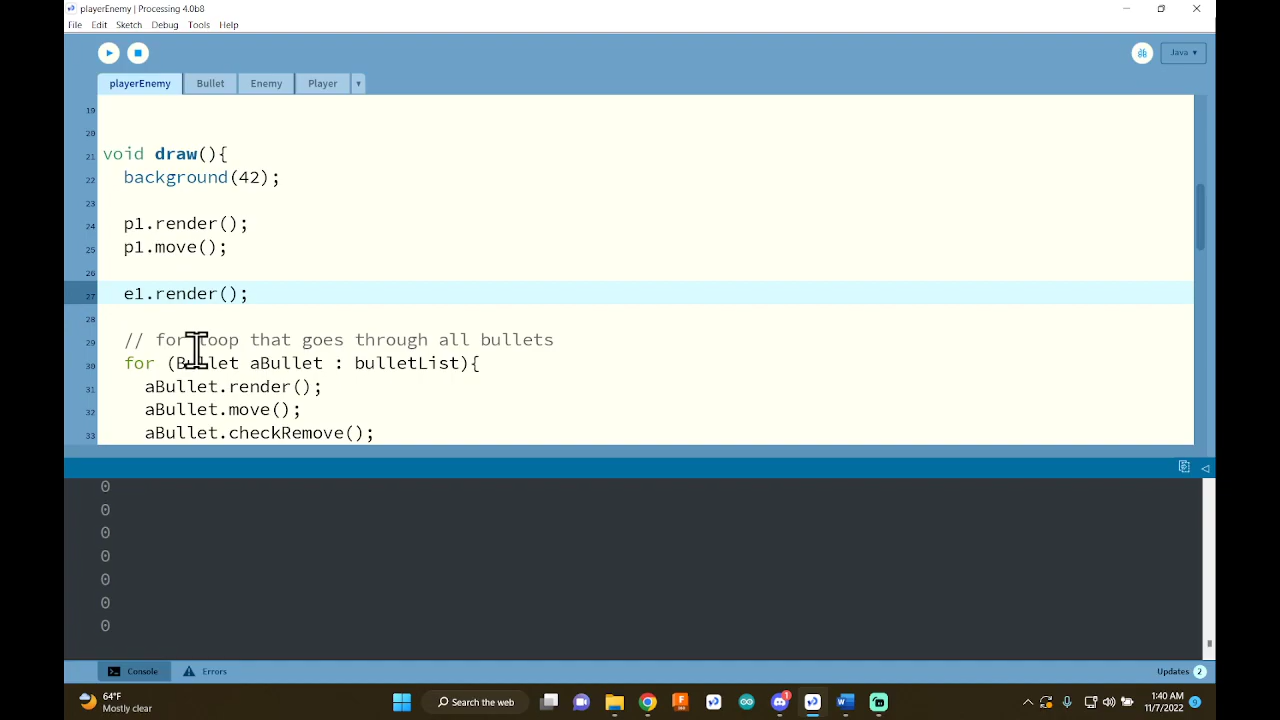 playerEnemy | Processing 4.0b8
File Edit Sketch Debug Tools Help
Java ▾
playerEnemy Bullet Enemy Player ▾
19
20
21 void draw(){
22 background(42);
23
24 p1.render();
25 p1.move();
26
27 e1.render();
28
29 // for loop that goes through all bullets
30 for (Bullet aBullet : bulletList){
31 aBullet.render();
32 aBullet.move();
33 aBullet.checkRemove();
0
0
0
0
0
0
0
Console Errors Updates 2
64°F
Mostly clear
Search the web
1
1:40 AM
11/7/2022
9